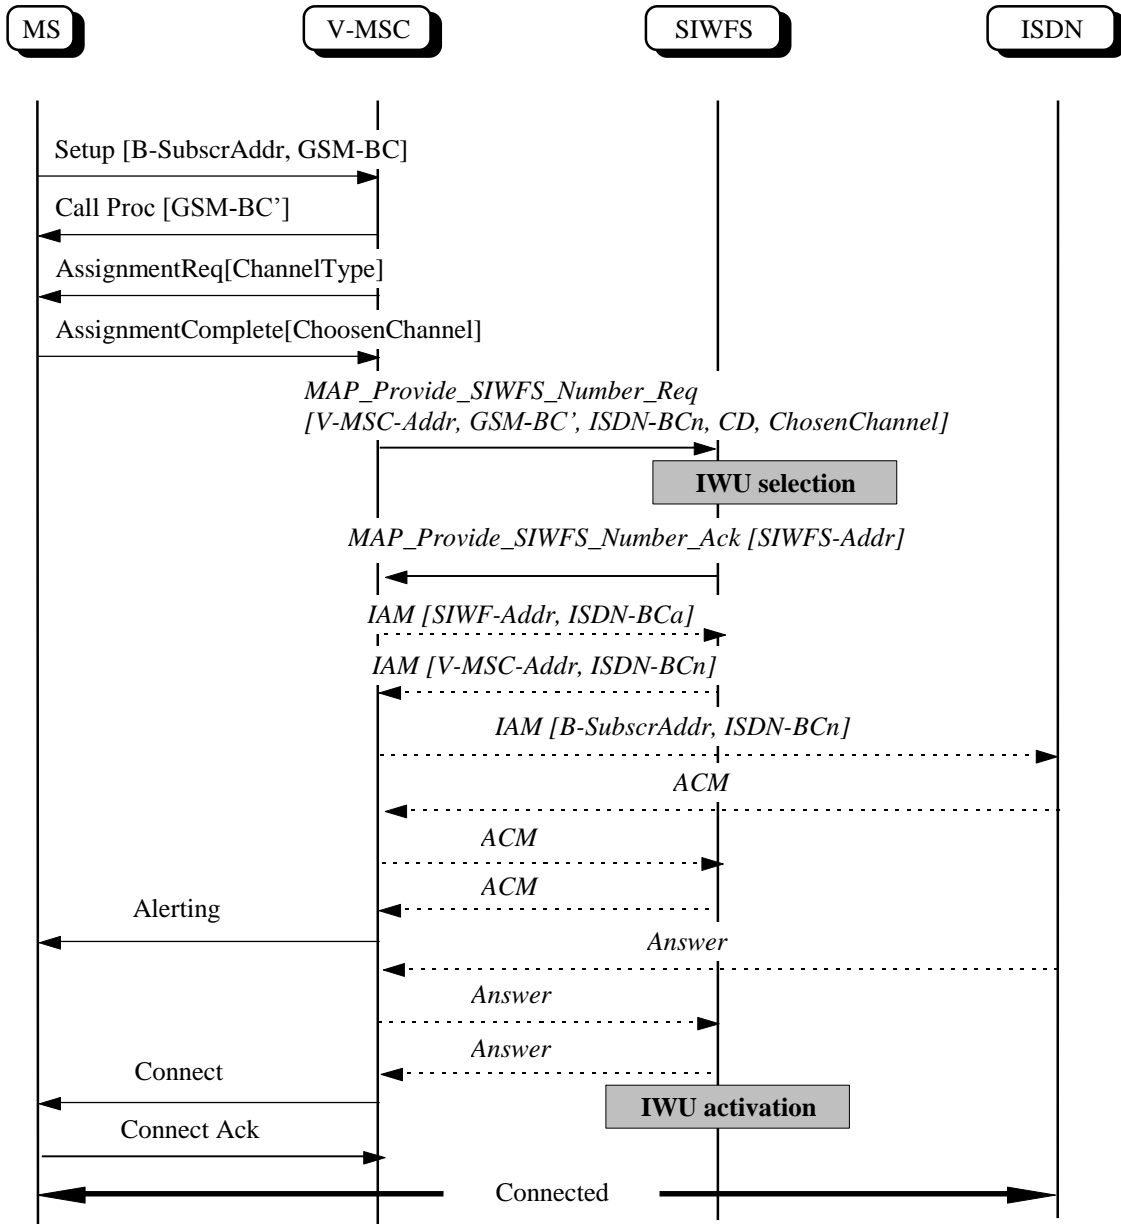 MS
V-MSC
SIWFS
ISDN
Setup [B-SubscrAddr, GSM-BC]
Call Proc [GSM-BC’]
AssignmentReq[ChannelType]
AssignmentComplete[ChoosenChannel]
MAP_Provide_SIWFS_Number_Req
[V-MSC-Addr, GSM-BC’, ISDN-BCn, CD, ChosenChannel]
IWU selection
MAP_Provide_SIWFS_Number_Ack [SIWFS-Addr]
IAM [SIWF-Addr, ISDN-BCa]
IAM [V-MSC-Addr, ISDN-BCn]
IAM [B-SubscrAddr, ISDN-BCn]
ACM
ACM
ACM
Alerting
Answer
Answer
Answer
Connect
IWU activation
Connect Ack
Connected